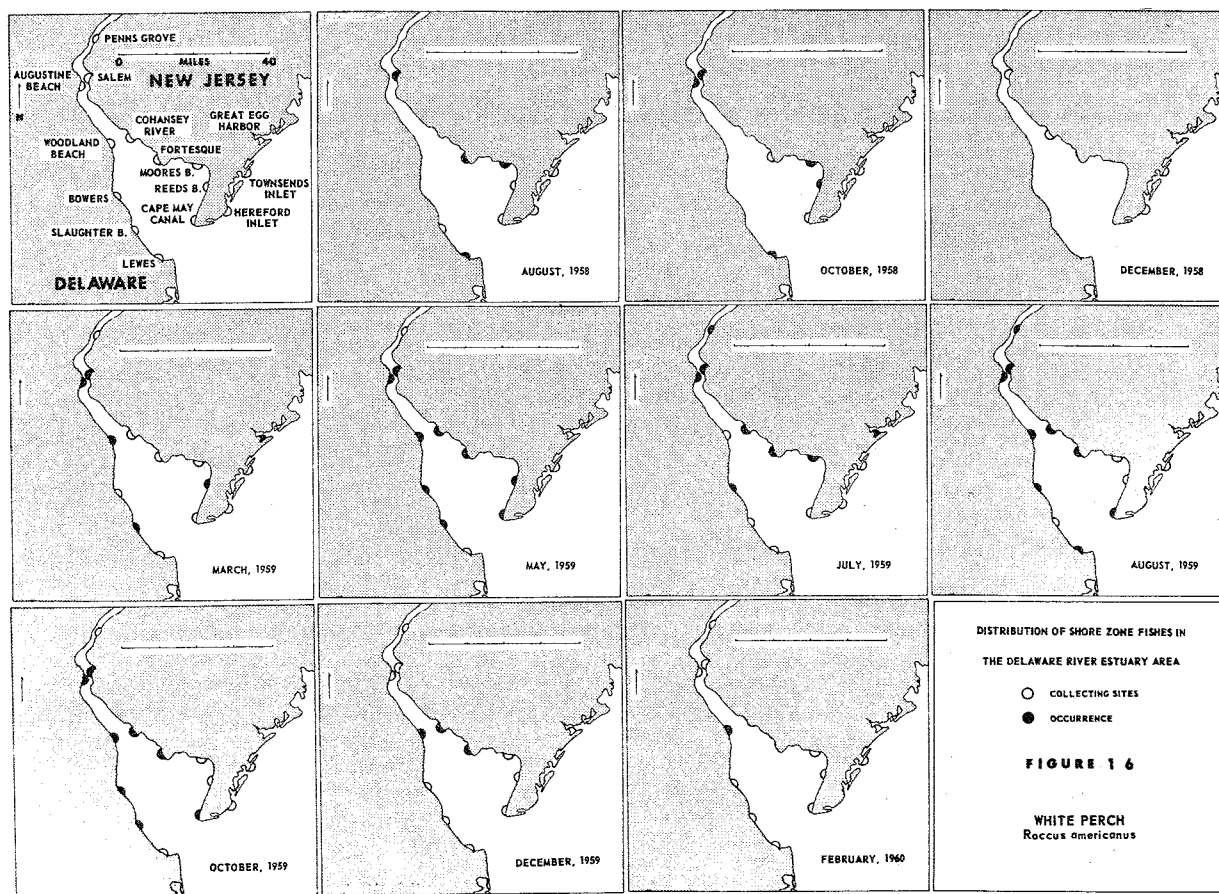 PENNS GROVE
0 MILES 40
AUGUSTINE BEACH
SALEM
NEW JERSEY
N
COHANSEY RIVER
GREAT EGG HARBOR
WOODLAND BEACH
FORTESQUE
MOORES B.
REEDS B.
TOWNSENDS INLET
BOWERS
CAPE MAY CANAL
HEREFORD INLET
SLAUGHTER B.
LEWES
DELAWARE
AUGUST, 1958
OCTOBER, 1958
DECEMBER, 1958
MARCH, 1959
MAY, 1959
JULY, 1959
AUGUST, 1959
OCTOBER, 1959
DECEMBER, 1959
FEBRUARY, 1960
DISTRIBUTION OF SHORE ZONE FISHES IN
THE DELAWARE RIVER ESTUARY AREA
COLLECTING SITES
OCCURRENCE
FIGURE 16
WHITE PERCH
Roccus americanus